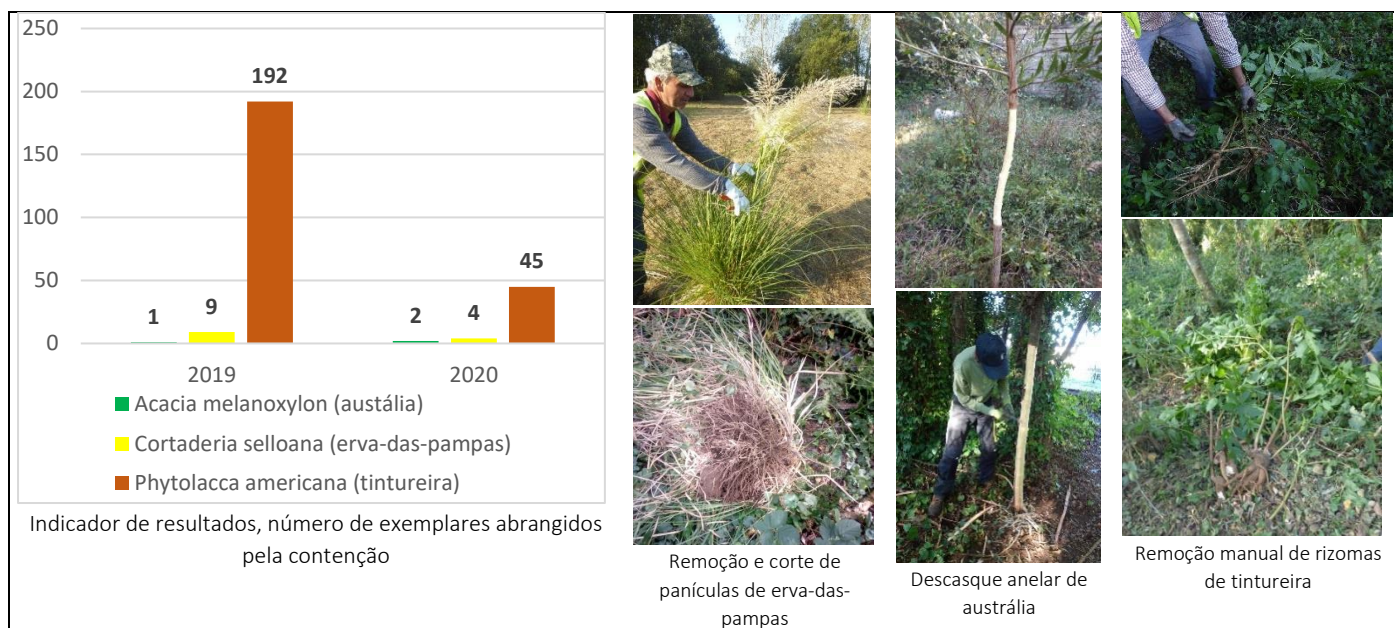 250
200
150
100
50
0
1
9
192
2
4
45
2019
2020
Acacia melanoxylon (austália)
Cortaderia selloana (erva-das-pampas)
Phytolacca americana (tintureira)
Indicador de resultados, número de exemplares abrangidos
pela contenção
Remoção e corte de
panículas de erva-das-
pampas
Descasque anelar de
austrália
Remoção manual de rizomas
de tintureira